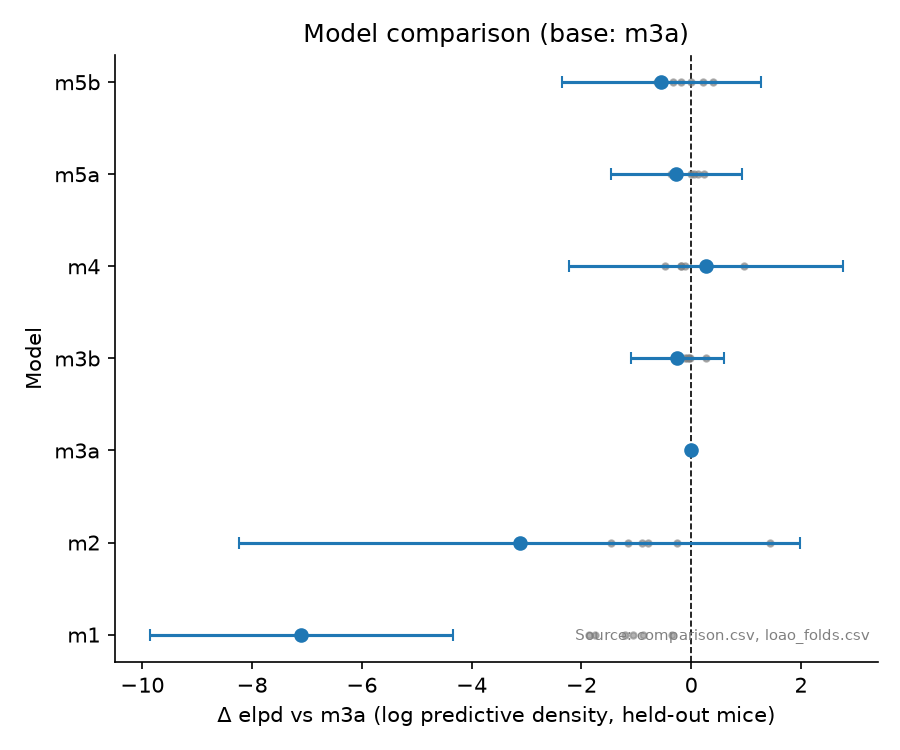 Model comparison (base: m3a)
m5b
m5a
m4
m3b
m3a
m2
m1
Model
Source: comparison.csv, loao_folds.csv
−10
−8
−6
−4
−2
0
2
Δ elpd vs m3a (log predictive density, held-out mice)